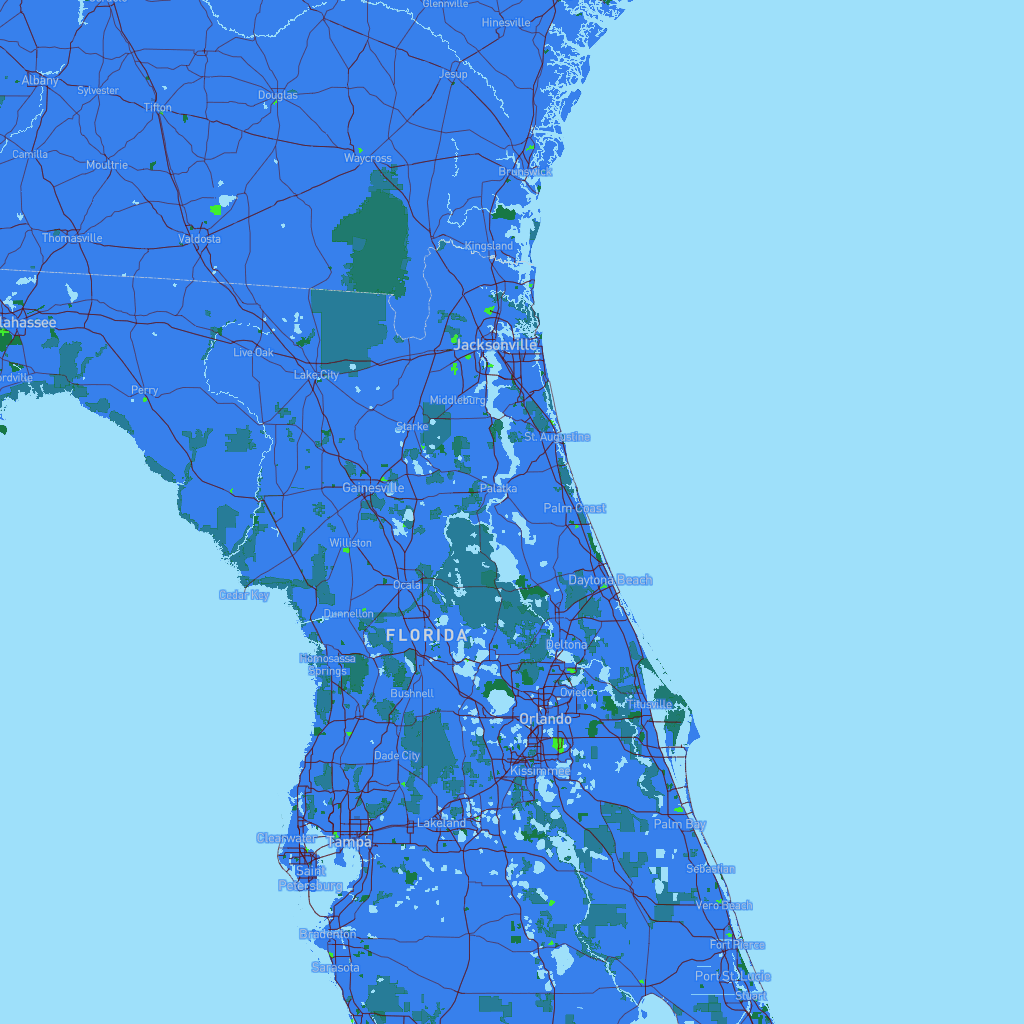 Cordele
Glennville
Hinesville
Albany
Jesup
Sylvester
Douglas
Tifton
Camilla
Moultrie
Waycross
Brunswick
Thomasville
Valdosta
Kingsland
lahassee
Jacksonville
Live Oak
Lake City
ordville
Perry
Middleburg
Starke
St. Augustine
Gainesville
Palatka
Palm Coast
Williston
Ocala
Daytona Beach
Cedar Key
Dunnellon
FLORIDA
Deltona
Homosassa
Springs
Bushnell
Oviedo
Titusville
Orlando
Dade City
Kissimmee
Lakeland
Palm Bay
Clearwater
Tampa
Saint
Petersburg
Sebastian
Vero Beach
Bradenton
Fort Pierce
Sarasota
Port St. Lucie
Stuart